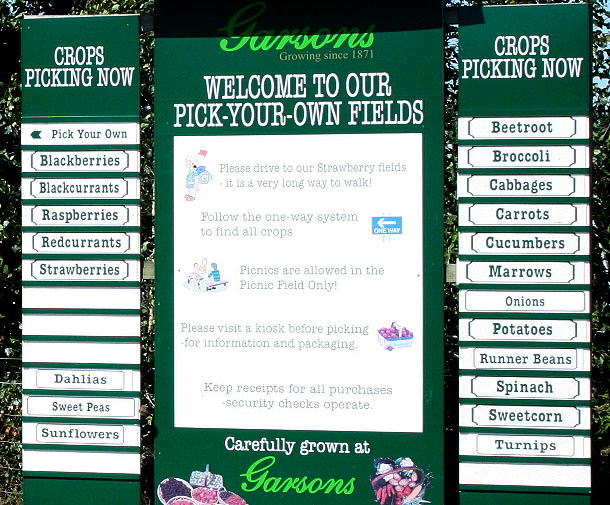 CROPS
PICKING NOW
Pick Your Own
Blackberries
Blackcurrants
Raspberries
Redcurrants
Strawberries
Dahlias
Sweet Peas
Sunflowers
Garsons
Growing since 1871
WELCOME TO OUR
PICK-YOUR-OWN FIELDS
Please drive to our Strawberry fields
- it is a very long way to walk!
Follow the one-way system
to find all crops
ONE WAY
Picnics are allowed in the
Picnic Field Only!
Please visit a kiosk before picking
-for information and packaging.
Keep receipts for all purchases
-security checks operate.
Carefully grown at
Garsons
CROPS
PICKING NOW
Beetroot
Broccoli
Cabbages
Carrots
Cucumbers
Marrows
Onions
Potatoes
Runner Beans
Spinach
Sweetcorn
Turnips